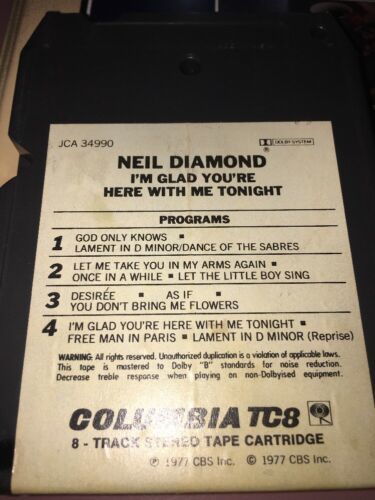 JCA 34990
DOLBY SYSTEM
®
NEIL DIAMOND
I'M GLAD YOU'RE
HERE WITH ME TONIGHT
PROGRAMS
1 GOD ONLY KNOWS ▪
LAMENT IN D MINOR/DANCE OF THE SABRES
2 LET ME TAKE YOU IN MY ARMS AGAIN ▪
ONCE IN A WHILE ▪ LET THE LITTLE BOY SING
3 DESIRÉE ▪ AS IF ▪
YOU DON'T BRING ME FLOWERS
4 I'M GLAD YOU'RE HERE WITH ME TONIGHT ▪
FREE MAN IN PARIS ▪ LAMENT IN D MINOR (Reprise)
WARNING: All rights reserved. Unauthorized duplication is a violation of applicable laws.
This tape is mastered to Dolby "B" standards for noise reduction.
Decrease treble response when playing on non-Dolbyised equipment.
COLUMBIA TC8
8-TRACK STEREO TAPE CARTRIDGE
℗ 1977 CBS Inc. © 1977 CBS Inc.